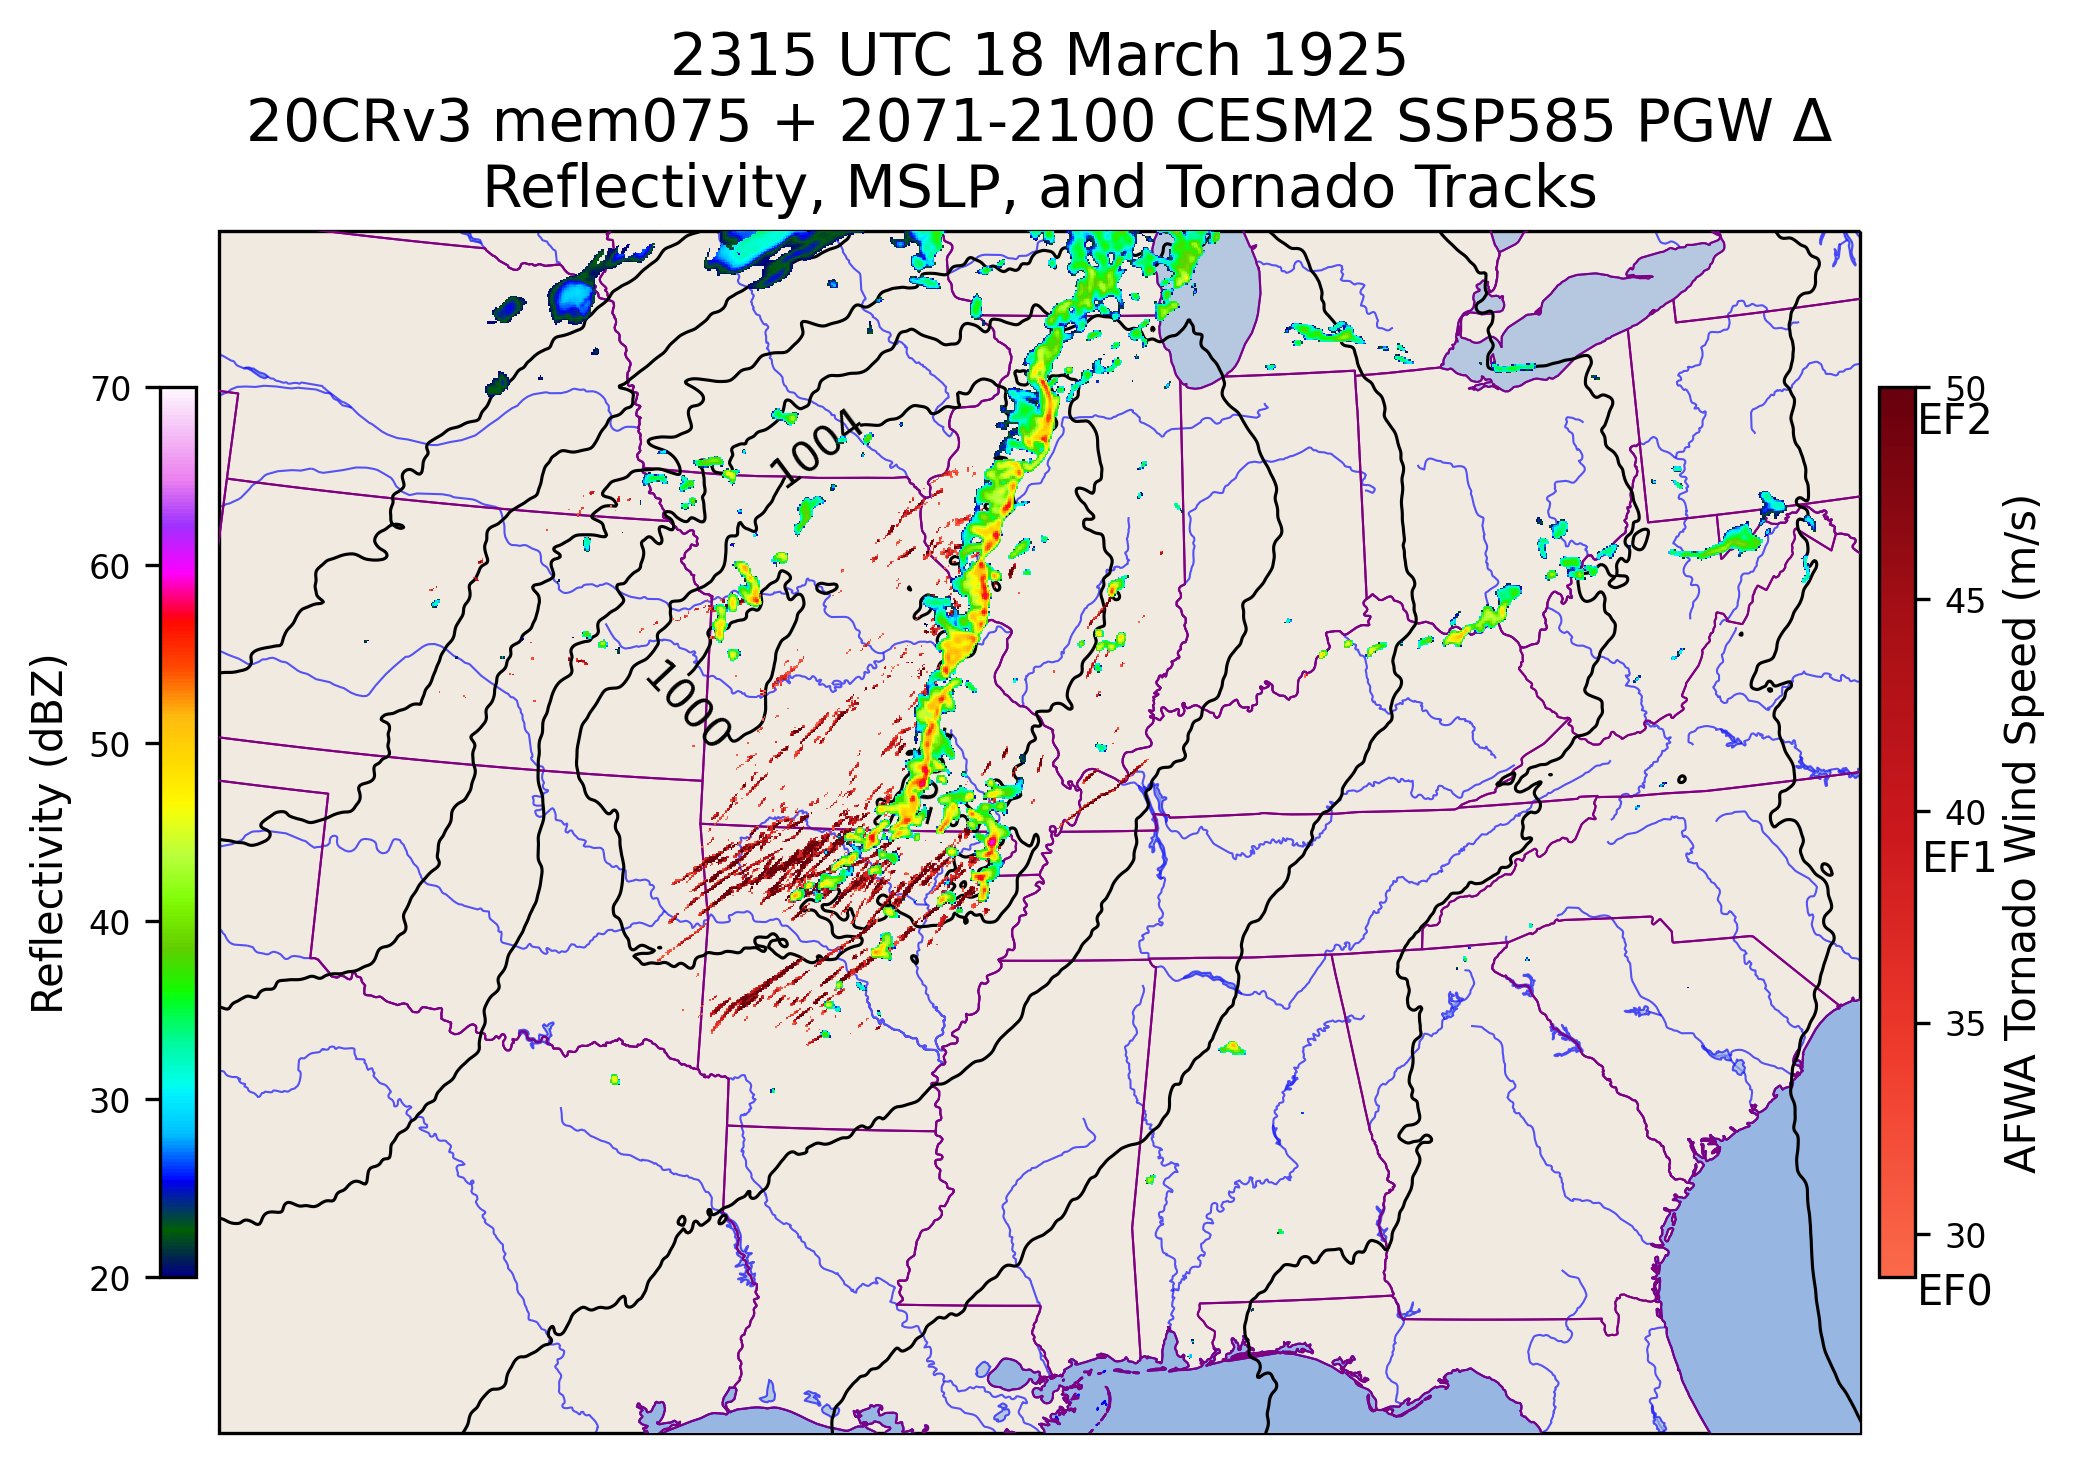 2315 UTC 18 March 1925
20CRv3 mem075 + 2071-2100 CESM2 SSP585 PGW Δ
Reflectivity, MSLP, and Tornado Tracks
70
60
50
40
30
20
Reflectivity (dBZ)
1004
1000
50
EF2
45
40
EF1
35
30
EF0
AFWA Tornado Wind Speed (m/s)